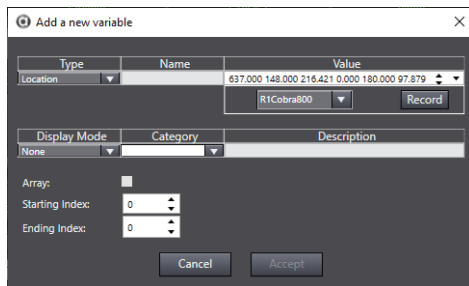 Add a new variable
Type Name Value
Location 637.000 148.000 216.421 0.000 180.000 97.879
R1Cobra800 Record
Display Mode Category Description
None
Array:
Starting Index: 0
Ending Index: 0
Cancel Accept